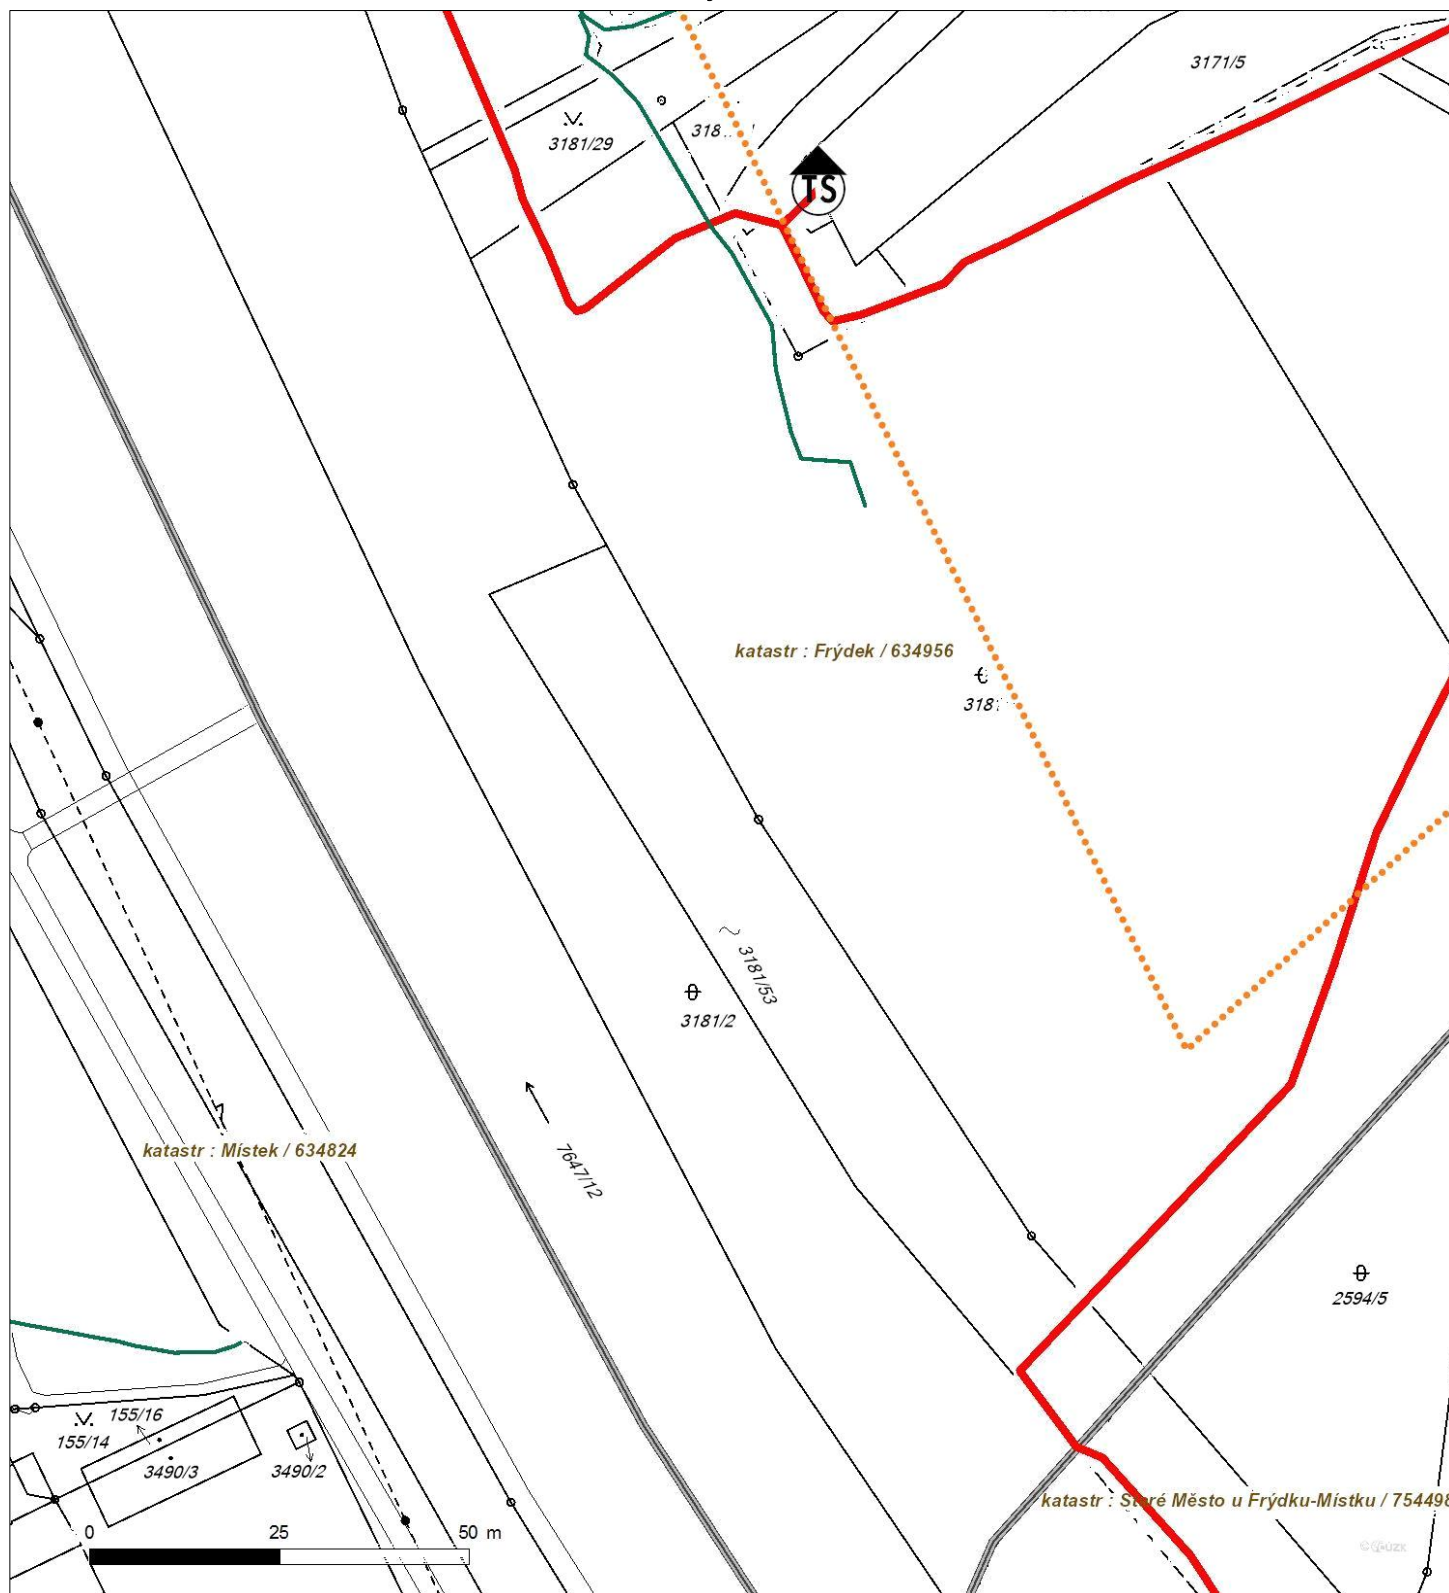 3171/5
3181/29
318
TS
katastr : Frýdek / 634956
318
3181/53
3181/2
7647/12
katastr : Místek / 634824
2594/5
155/16
155/14
3490/3
3490/2
katastr : Staré Město u Frýdku-Místku / 754498
0 25 50 m